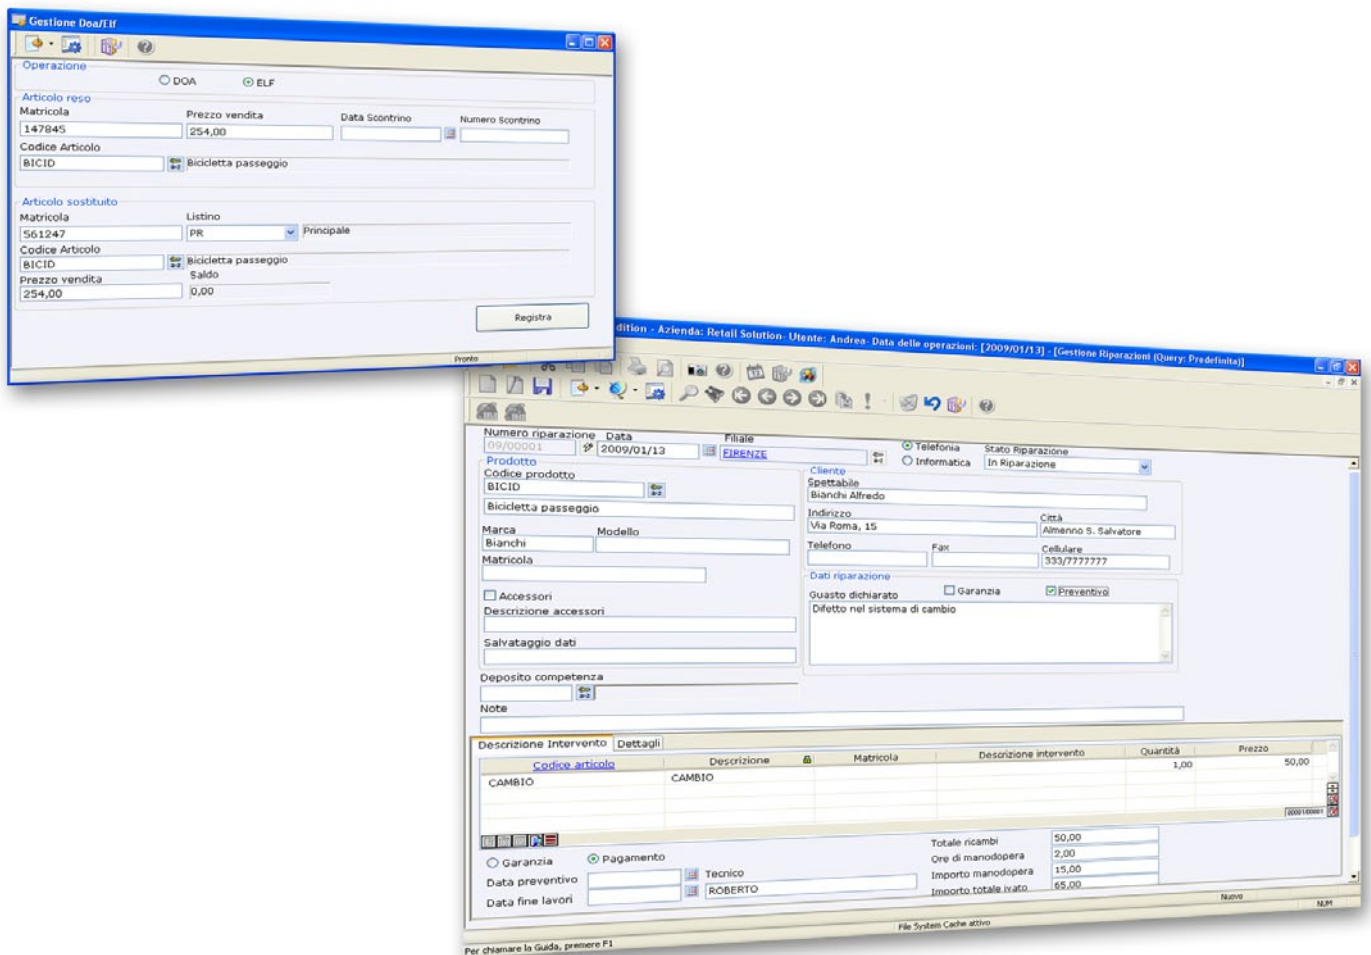 Gestione Doa/Elf
Operazione
DOA ELF
Articolo reso
Matricola Prezzo vendita Data Scontrino Numero Scontrino
147845 254,00
Codice Articolo
BICID Bicicletta passeggio
Articolo sostituito
Matricola Listino
561247 PR Principale
Codice Articolo
BICID Bicicletta passeggio
Prezzo vendita Saldo
254,00 0,00
Registra
Pronto
dition - Azienda: Retail Solution- Utente: Andrea- Data delle operazioni: [2009/01/13] - [Gestione Riparazioni (Query: Predefinita)]
Numero riparazione Data Filiale Telefonia Stato Riparazione
09/00001 2009/01/13 FIRENZE Informatica In Riparazione
Prodotto
Codice prodotto
BICID
Bicicletta passeggio
Marca Modello
Bianchi
Matricola
Accessori
Descrizione accessori
Salvataggio dati
Deposito competenza
Note
Cliente
Spettabile
Bianchi Alfredo
Indirizzo Città
Via Roma, 15 Almenno S. Salvatore
Telefono Fax Cellulare
333/7777777
Dati riparazione
Guasto dichiarato Garanzia Preventivo
Difetto nel sistema di cambio
Descrizione Intervento Dettagli
Codice articolo Descrizione Matricola Descrizione intervento Quantità Prezzo
CAMBIO CAMBIO 1,00 50,00
00001/00001
Garanzia Pagamento
Data preventivo Tecnico
Data fine lavori ROBERTO
Totale ricambi 50,00
Ore di manodopera 2,00
Importo manodopera 15,00
Importo totale ivato 65,00
Nuovo NUM
File System Cache attivo
Per chiamare la Guida, premere F1